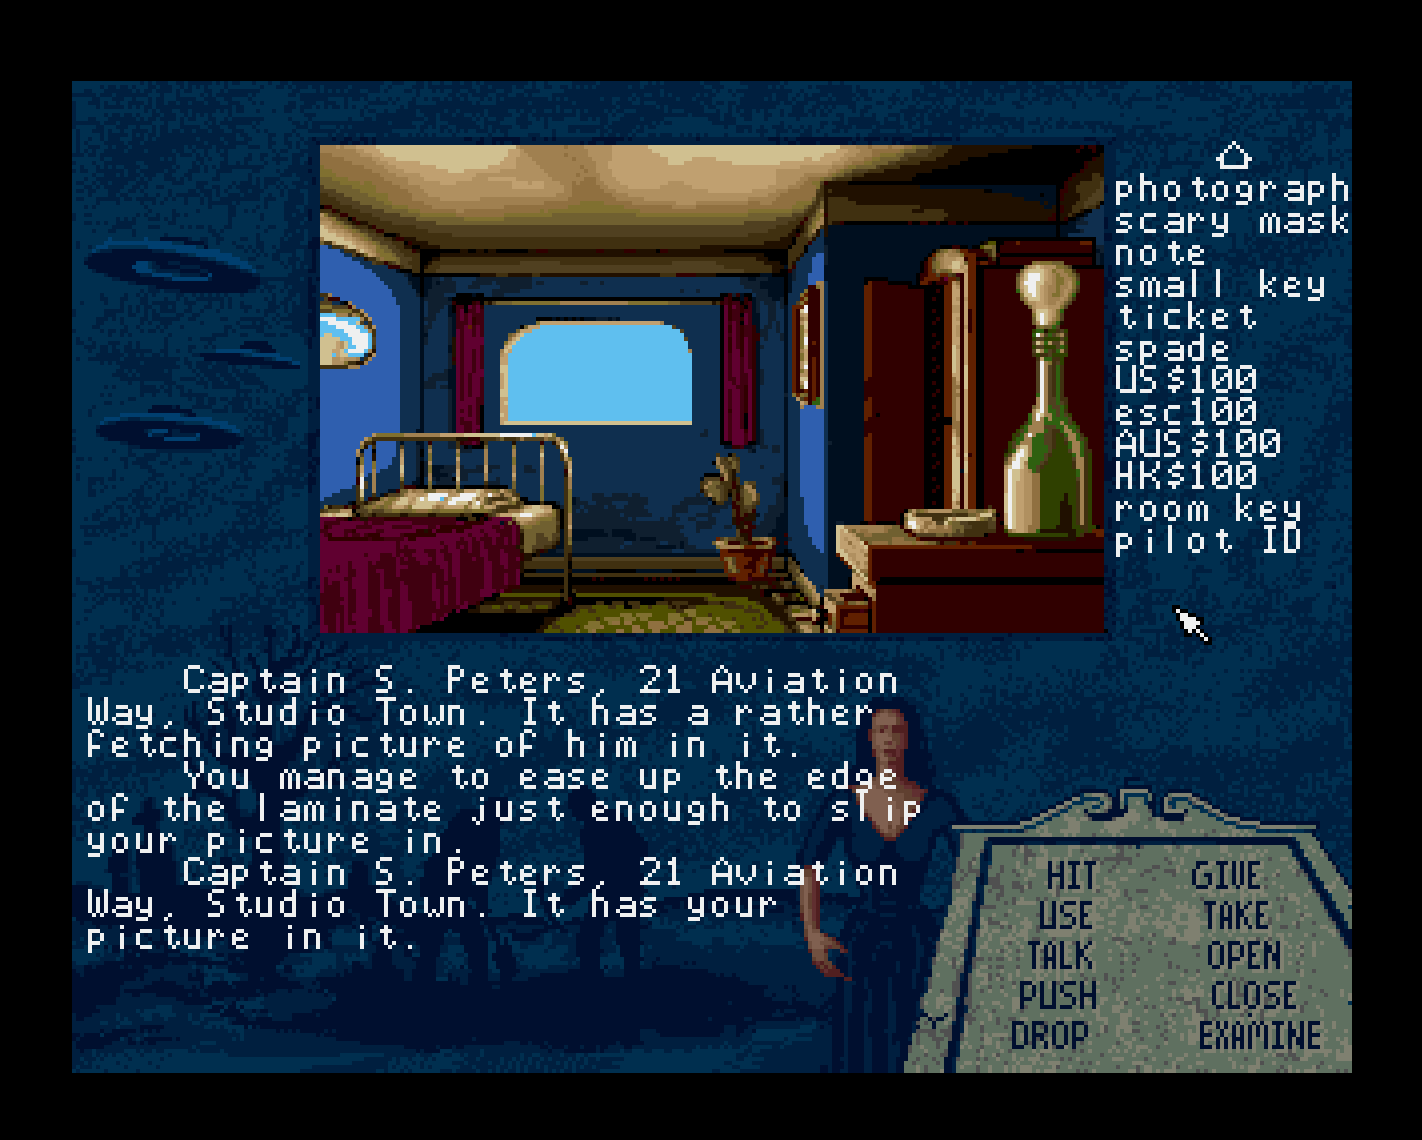 photograph
scary mask
note
small key
ticket
spade
US$100
esc100
AUS$100
HK$100
room key
pilot ID
Captain S. Peters, 21 Aviation
Way, Studio Town. It has a rather
fetching picture of him in it.
You manage to ease up the edge
of the laminate just enough to slip
your picture in.
Captain S. Peters, 21 Aviation
Way, Studio Town. It has your
picture in it.
HIT GIVE
USE TAKE
TALK OPEN
PUSH CLOSE
DROP EXAMINE